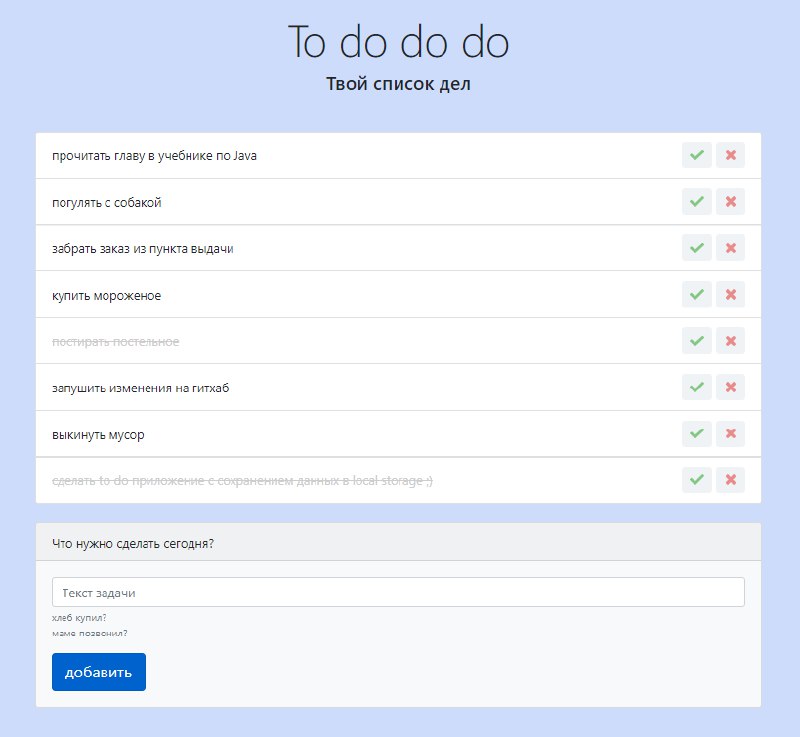 To do do do
Твой список дел
прочитать главу в учебнике по Java
погулять с собакой
забрать заказ из пункта выдачи
купить мороженое
постирать постельное
запушить изменения на гитхаб
выкинуть мусор
сделать to do приложение с сохранением данных в local storage ;)
Что нужно сделать сегодня?
Текст задачи
хлеб купил?
маме позвонил?
добавить